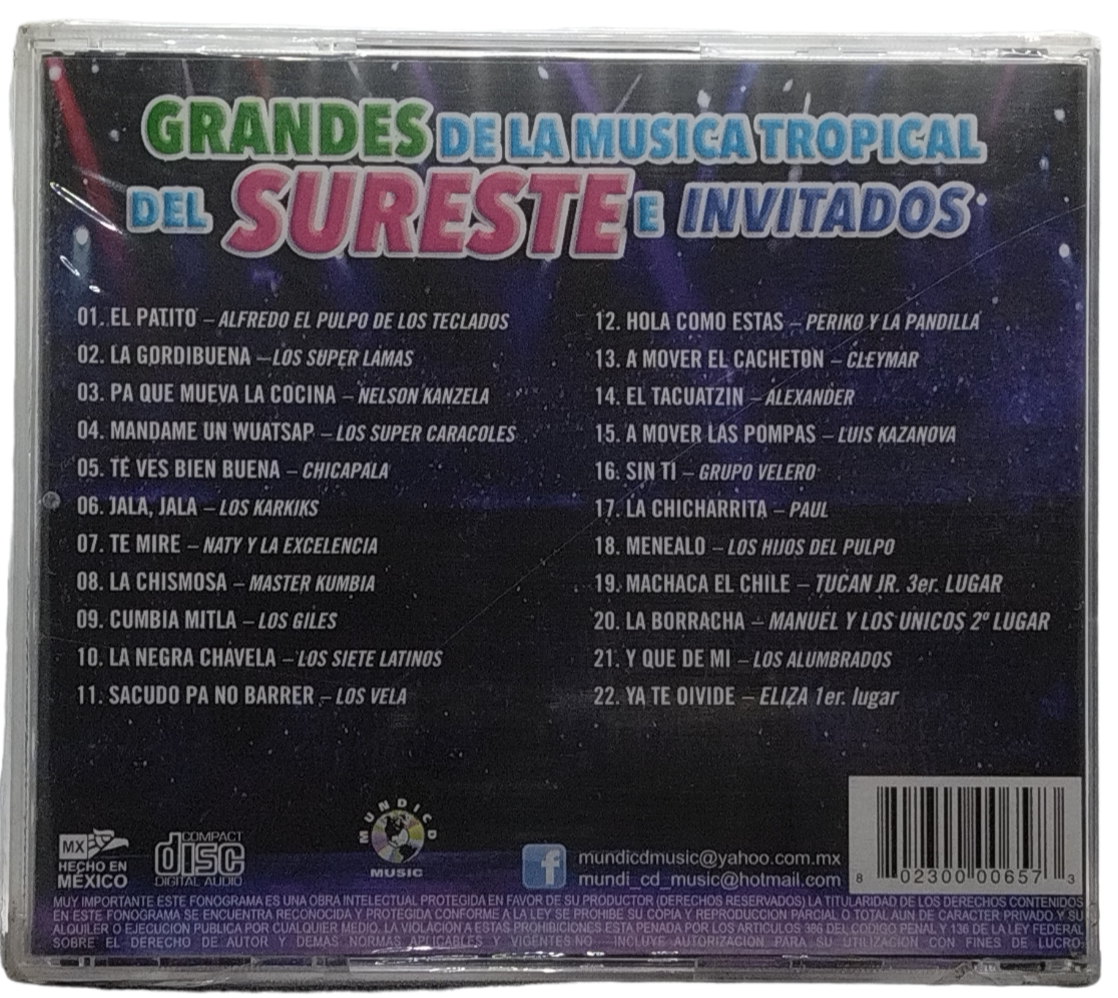 GRANDES DE LA MUSICA TROPICAL
DEL SURESTE E INVITADOS
01. EL PATITO – ALFREDO EL PULPO DE LOS TECLADOS
02. LA GORDIBUENA – LOS SUPER LAMAS
03. PA QUE MUEVA LA COCINA – NELSON KANZELA
04. MANDAME UN WUATSAP – LOS SUPER CARACOLES
05. TE VES BIEN BUENA – CHICAPALA
06. JALA, JALA – LOS KARKIKS
07. TE MIRE – NATY Y LA EXCELENCIA
08. LA CHISMOSA – MASTER KUMBIA
09. CUMBIA MITLA – LOS GILES
10. LA NEGRA CHAVELA – LOS SIETE LATINOS
11. SACUDO PA NO BARRER – LOS VELA
12. HOLA COMO ESTAS – PERIKO Y LA PANDILLA
13. A MOVER EL CACHETON – CLEYMAR
14. EL TACUATZIN – ALEXANDER
15. A MOVER LAS POMPAS – LUIS KAZANOVA
16. SIN TI – GRUPO VELERO
17. LA CHICHARRITA – PAUL
18. MENEALO – LOS HIJOS DEL PULPO
19. MACHACA EL CHILE – TUCAN JR. 3er. LUGAR
20. LA BORRACHA – MANUEL Y LOS UNICOS 2º LUGAR
21. Y QUE DE MI – LOS ALUMBRADOS
22. YA TE OIVIDE – ELIZA 1er. lugar
MX
HECHO EN
MÉXICO
COMPACT
disc
DIGITAL AUDIO
MUNDICD
MUSIC
f
mundicdmusic@yahoo.com.mx
mundi_cd_music@hotmail.com
8 02300 00657 3
MUY IMPORTANTE ESTE FONOGRAMA ES UNA OBRA INTELECTUAL PROTEGIDA EN FAVOR DE SU PRODUCTOR (DERECHOS RESERVADOS) LA TITULARIDAD DE LOS DERECHOS CONTENIDOS
EN ESTE FONOGRAMA SE ENCUENTRA RECONOCIDA Y PROTEGIDA CONFORME A LA LEY SE PROHIBE SU COPIA Y REPRODUCCION PARCIAL O TOTAL AUN DE CARACTER PRIVADO Y SU
ALQUILER O EJECUCION PUBLICA POR CUALQUIER MEDIO. LA VIOLACION A ESTAS PROHIBICIONES ESTA PENADA POR LOS ARTICULOS 386 DEL CODIGO PENAL Y 136 DE LA LEY FEDERAL
SOBRE EL DERECHO DE AUTOR Y DEMAS NORMAS APLICABLES Y VIGENTES NO INCLUYE AUTORIZACION PARA SU UTILIZACION CON FINES DE LUCRO